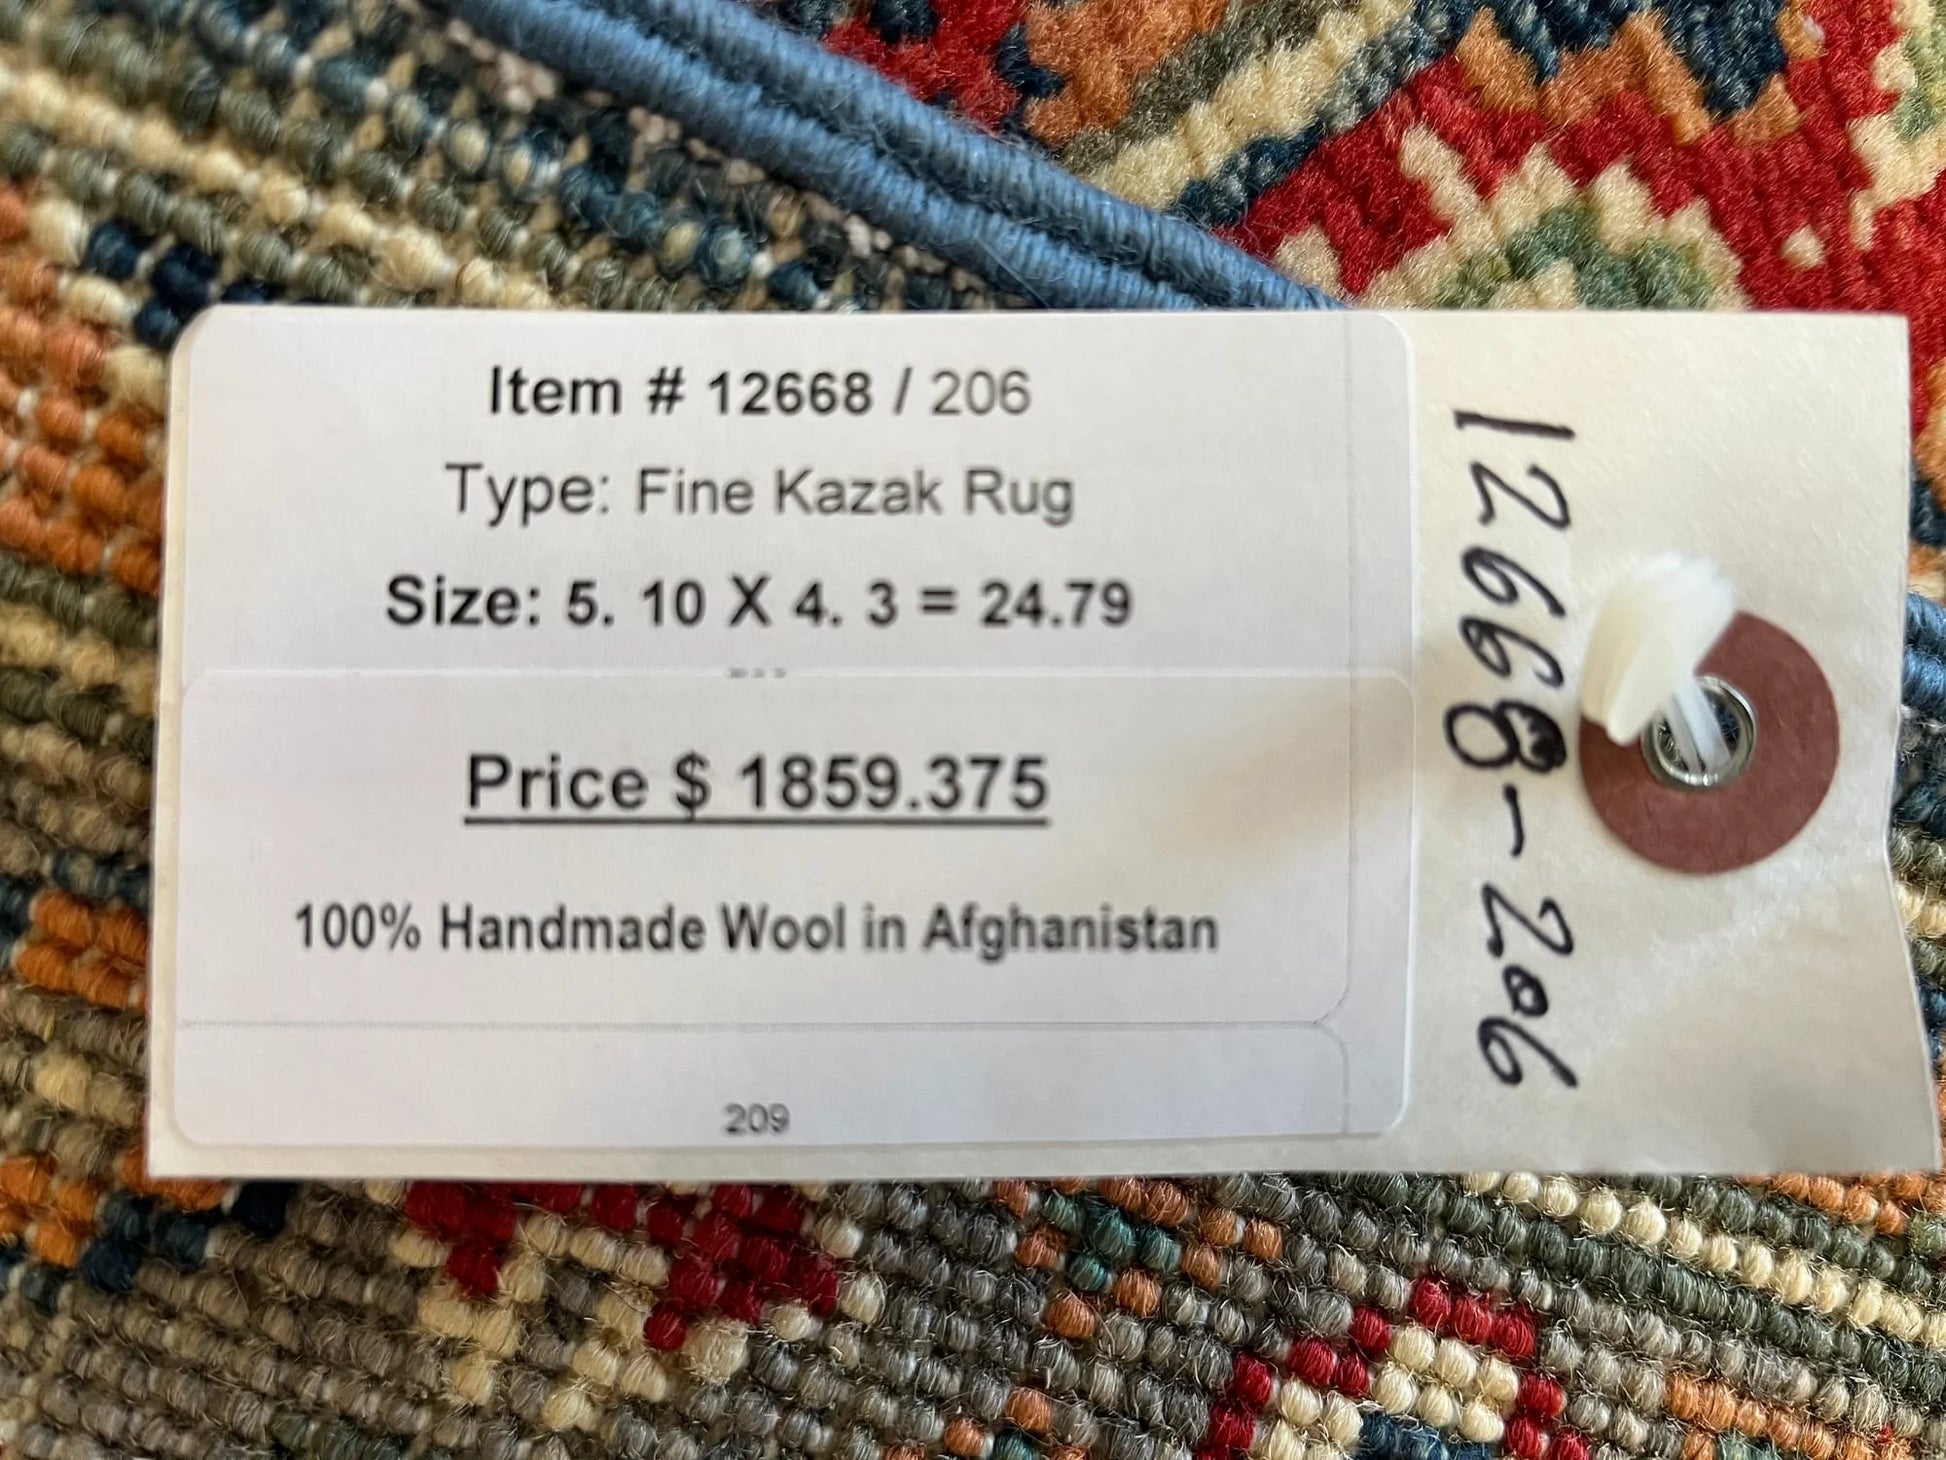 Item # 12668 / 206
Type: Fine Kazak Rug
Size: 5. 10 X 4. 3 = 24.79
Price $ 1859.375
100% Handmade Wool in Afghanistan
209
12668-206